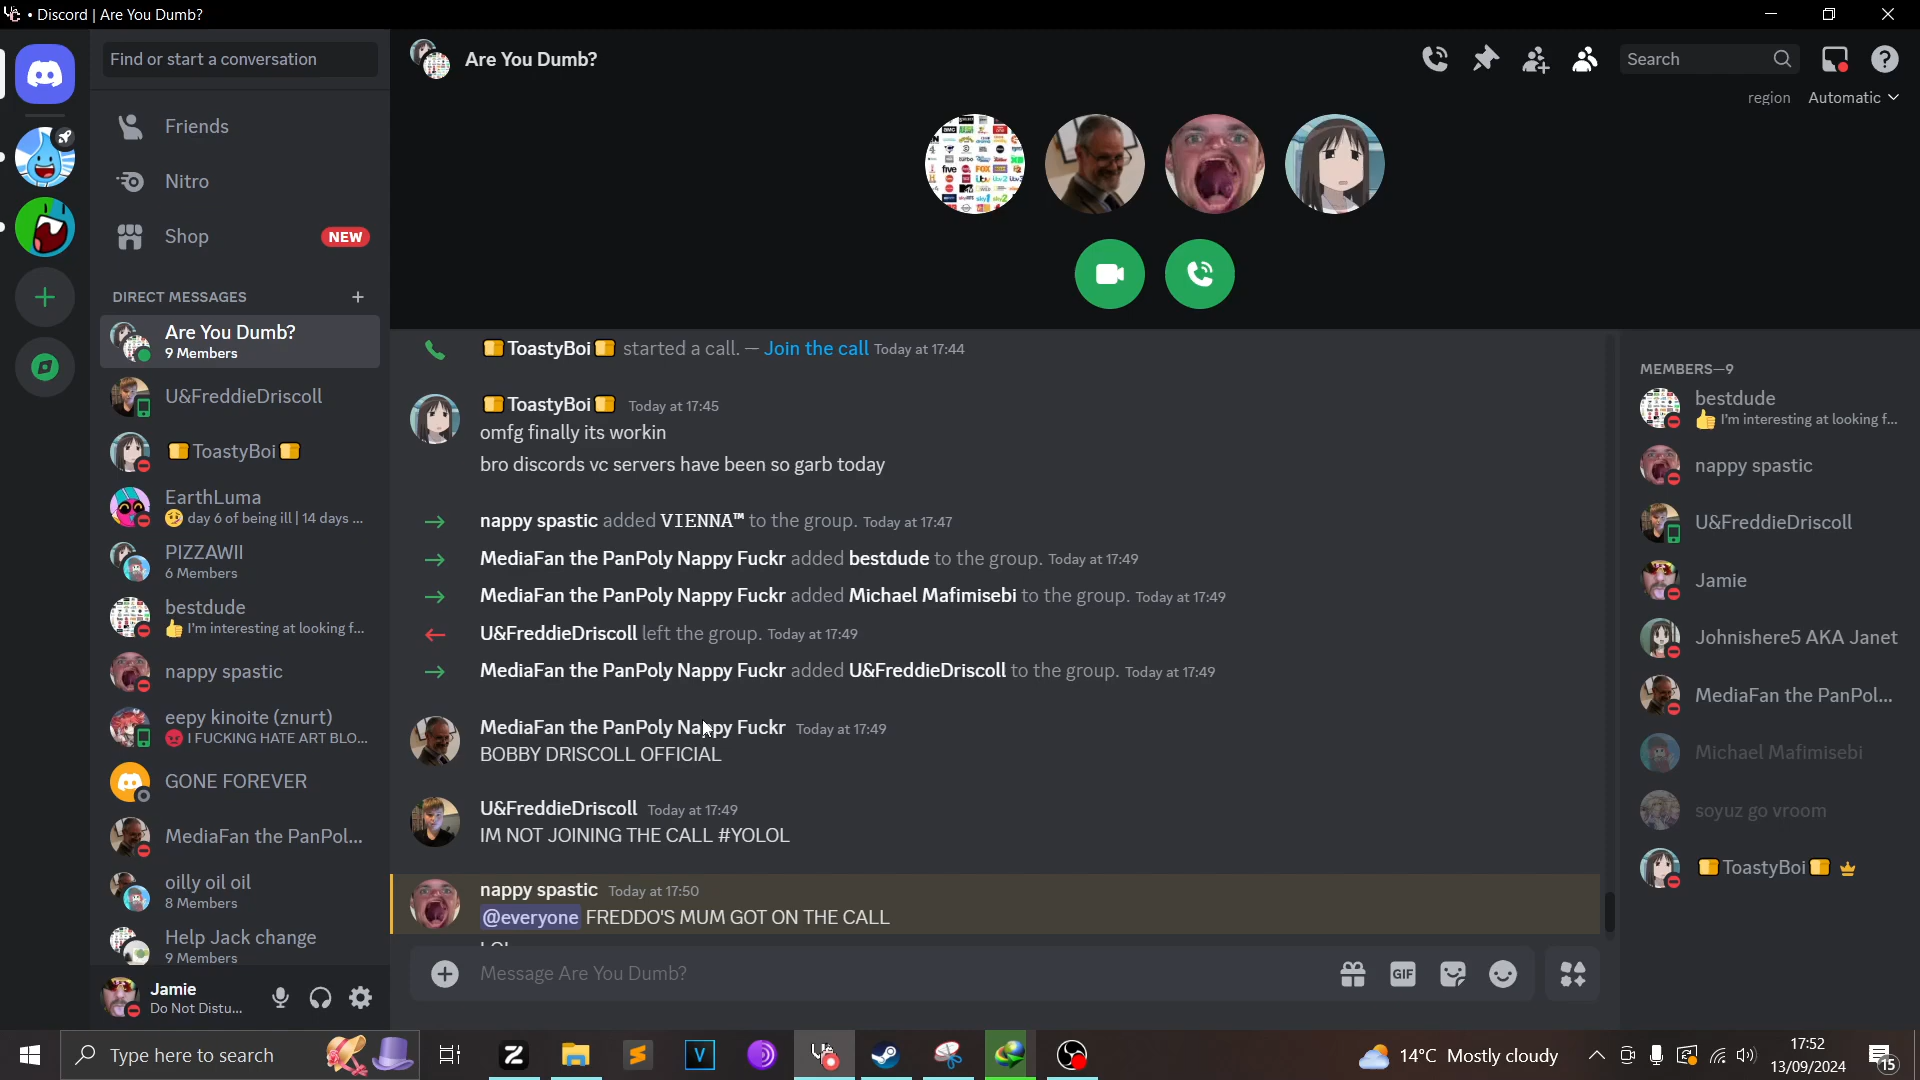 • Discord | Are You Dumb?
Find or start a conversation
Friends
Nitro
Shop
NEW
DIRECT MESSAGES
Are You Dumb?
9 Members
U&FreddieDriscoll
🍞ToastyBoi🍞
EarthLuma
🤒 day 6 of being ill | 14 days ...
PIZZAWII
6 Members
bestdude
👍 I'm interesting at looking f...
nappy spastic
eepy kinoite (znurt)
😡 I FUCKING HATE ART BLO...
GONE FOREVER
MediaFan the PanPol...
oilly oil oil
8 Members
Help Jack change
9 Members
Jamie
Do Not Distu...
Are You Dumb?
Search
region Automatic
🍞ToastyBoi🍞 started a call. — Join the call Today at 17:44
🍞ToastyBoi🍞 Today at 17:45
omfg finally its workin
bro discords vc servers have been so garb today
nappy spastic added VIENNA™ to the group. Today at 17:47
MediaFan the PanPoly Nappy Fuckr added bestdude to the group. Today at 17:49
MediaFan the PanPoly Nappy Fuckr added Michael Mafimisebi to the group. Today at 17:49
U&FreddieDriscoll left the group. Today at 17:49
MediaFan the PanPoly Nappy Fuckr added U&FreddieDriscoll to the group. Today at 17:49
MediaFan the PanPoly Nappy Fuckr Today at 17:49
BOBBY DRISCOLL OFFICIAL
U&FreddieDriscoll Today at 17:49
IM NOT JOINING THE CALL #YOLOL
nappy spastic Today at 17:50
@everyone FREDDO'S MUM GOT ON THE CALL
Message Are You Dumb?
GIF
MEMBERS—9
bestdude
👍 I'm interesting at looking f...
nappy spastic
U&FreddieDriscoll
Jamie
Johnishere5 AKA Janet
MediaFan the PanPol...
Michael Mafimisebi
soyuz go vroom
🍞ToastyBoi🍞
Type here to search
14°C Mostly cloudy
17:52
13/09/2024
15